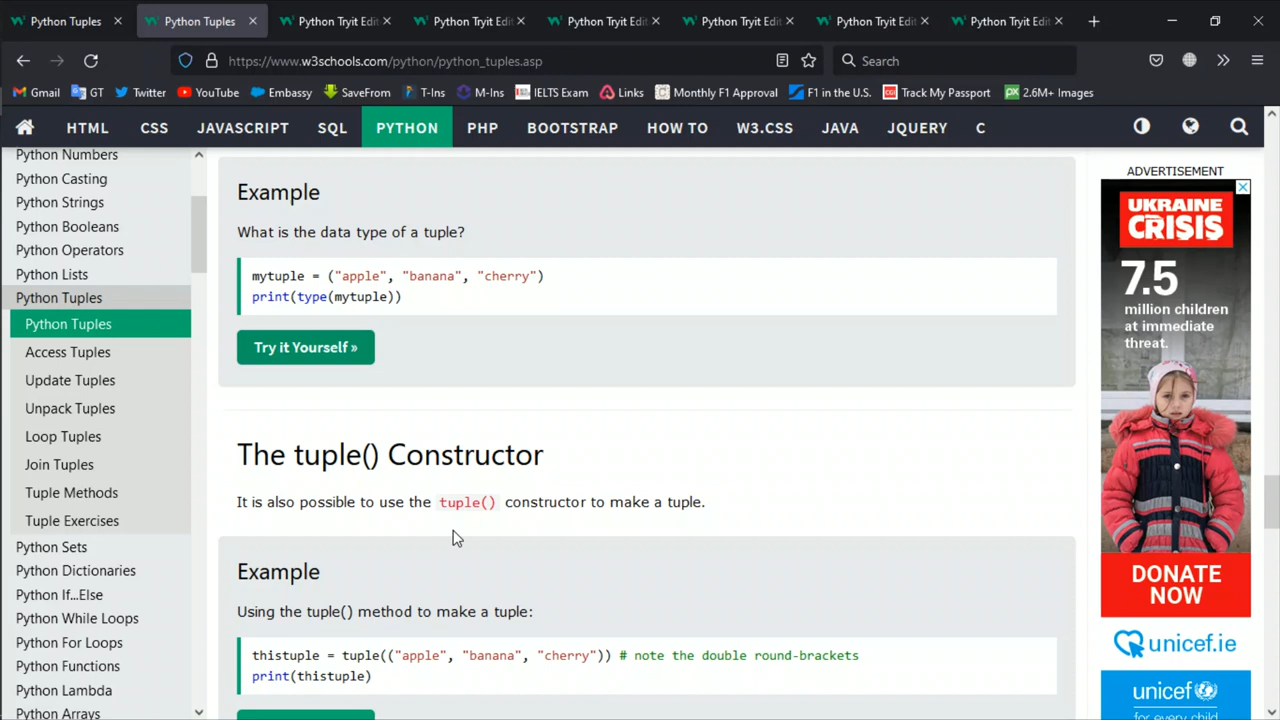 Python Tuples
Python Tuples
Python Tryit Edit
Python Tryit Edit
Python Tryit Edit
Python Tryit Edit
Python Tryit Edit
Python Tryit Edit
https://www.w3schools.com/python/python_tuples.asp
Search
Gmail
GT
Twitter
YouTube
Embassy
SaveFrom
T-Ins
M-Ins
IELTS Exam
Links
Monthly F1 Approval
F1 in the U.S.
Track My Passport
2.6M+ Images
HTML
CSS
JAVASCRIPT
SQL
PYTHON
PHP
BOOTSTRAP
HOW TO
W3.CSS
JAVA
JQUERY
C
Python Numbers
Python Casting
Python Strings
Python Booleans
Python Operators
Python Lists
Python Tuples
Python Tuples
Access Tuples
Update Tuples
Unpack Tuples
Loop Tuples
Join Tuples
Tuple Methods
Tuple Exercises
Python Sets
Python Dictionaries
Python If...Else
Python While Loops
Python For Loops
Python Functions
Python Lambda
Python Arrays
Example
What is the data type of a tuple?
mytuple = ("apple", "banana", "cherry")
print(type(mytuple))
Try it Yourself »
The tuple() Constructor
It is also possible to use the tuple() constructor to make a tuple.
Example
Using the tuple() method to make a tuple:
thistuple = tuple(("apple", "banana", "cherry")) # note the double round-brackets
print(thistuple)
ADVERTISEMENT
UKRAINE
CRISIS
7.5
million children
at immediate
threat.
DONATE
NOW
unicef.ie
unicef
for every child